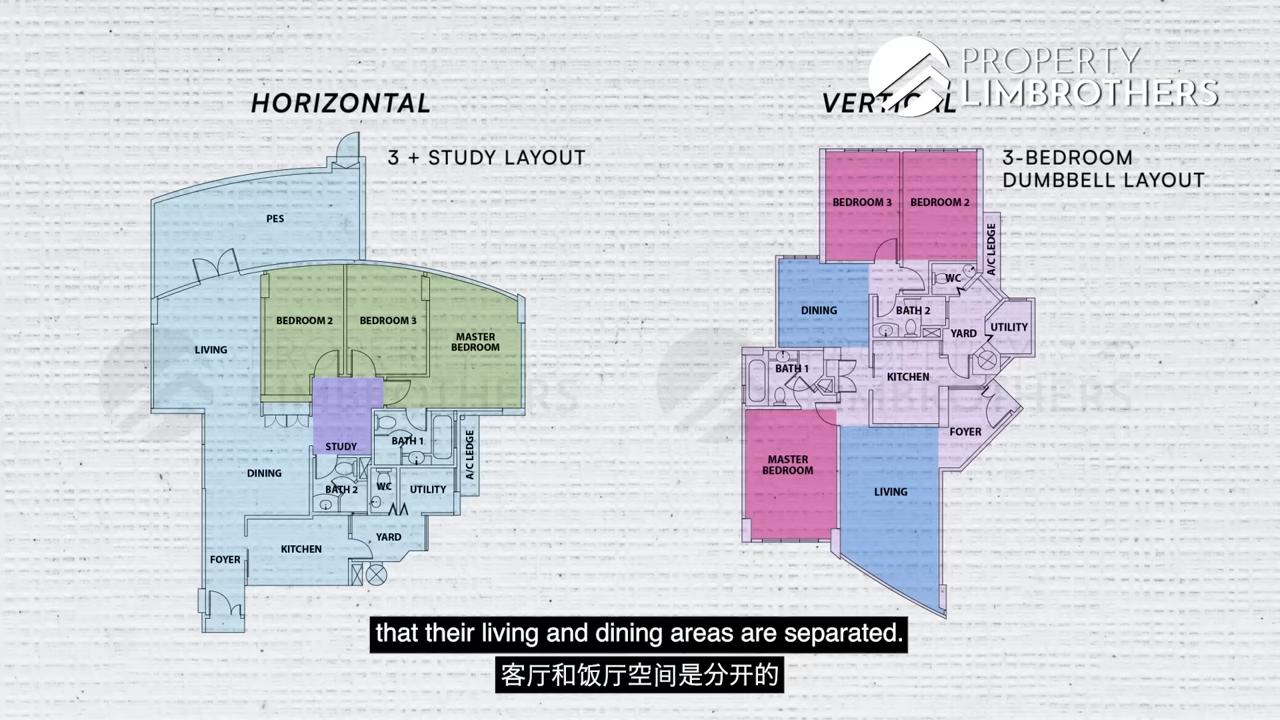 PROPERTY
LIMBROTHERS
HORIZONTAL
3 + STUDY LAYOUT
PES
LIVING
BEDROOM 2
BEDROOM 3
MASTER
BEDROOM
STUDY
BATH 1
A/C LEDGE
DINING
BATH 2
WC
UTILITY
YARD
KITCHEN
FOYER
VERTICAL
3-BEDROOM
DUMBBELL LAYOUT
BEDROOM 3
BEDROOM 2
A/C LEDGE
WC
DINING
BATH 2
YARD
UTILITY
BATH 1
KITCHEN
FOYER
MASTER
BEDROOM
LIVING
that their living and dining areas are separated.
客厅和饭厅空间是分开的